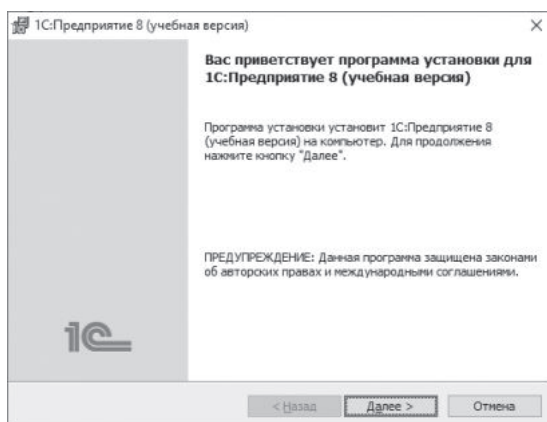 1С:Предприятие 8 (учебная версия)
Вас приветствует программа установки для
1С:Предприятие 8 (учебная версия)
Программа установки установит 1С:Предприятие 8
(учебная версия) на компьютер. Для продолжения
нажмите кнопку "Далее".
ПРЕДУПРЕЖДЕНИЕ: Данная программа защищена законами
об авторских правах и международными соглашениями.
1С
< Назад
Далее >
Отмена